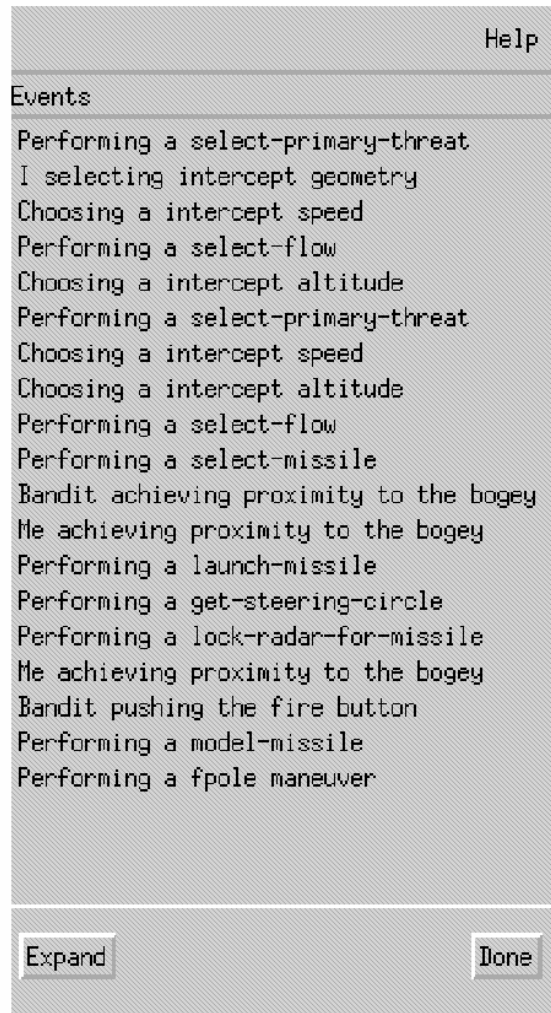 Help
Events
Performing a select-primary-threat
I selecting intercept geometry
Choosing a intercept speed
Performing a select-flow
Choosing a intercept altitude
Performing a select-primary-threat
Choosing a intercept speed
Choosing a intercept altitude
Performing a select-flow
Performing a select-missile
Bandit achieving proximity to the bogey
Me achieving proximity to the bogey
Performing a launch-missile
Performing a get-steering-circle
Performing a lock-radar-for-missile
Me achieving proximity to the bogey
Bandit pushing the fire button
Performing a model-missile
Performing a fpole maneuver
Expand Done